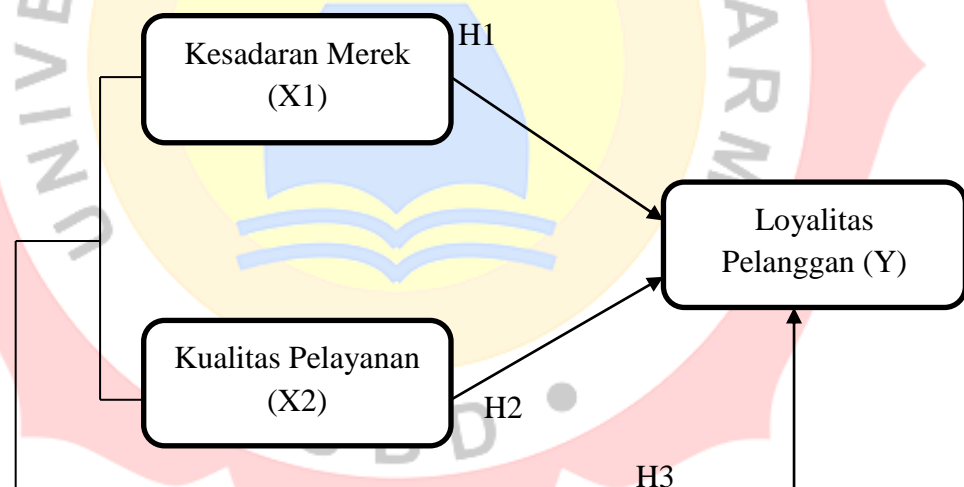 H1
Kesadaran Merek
(X1)
Loyalitas
Pelanggan (Y)
Kualitas Pelayanan
(X2)
H2
H3